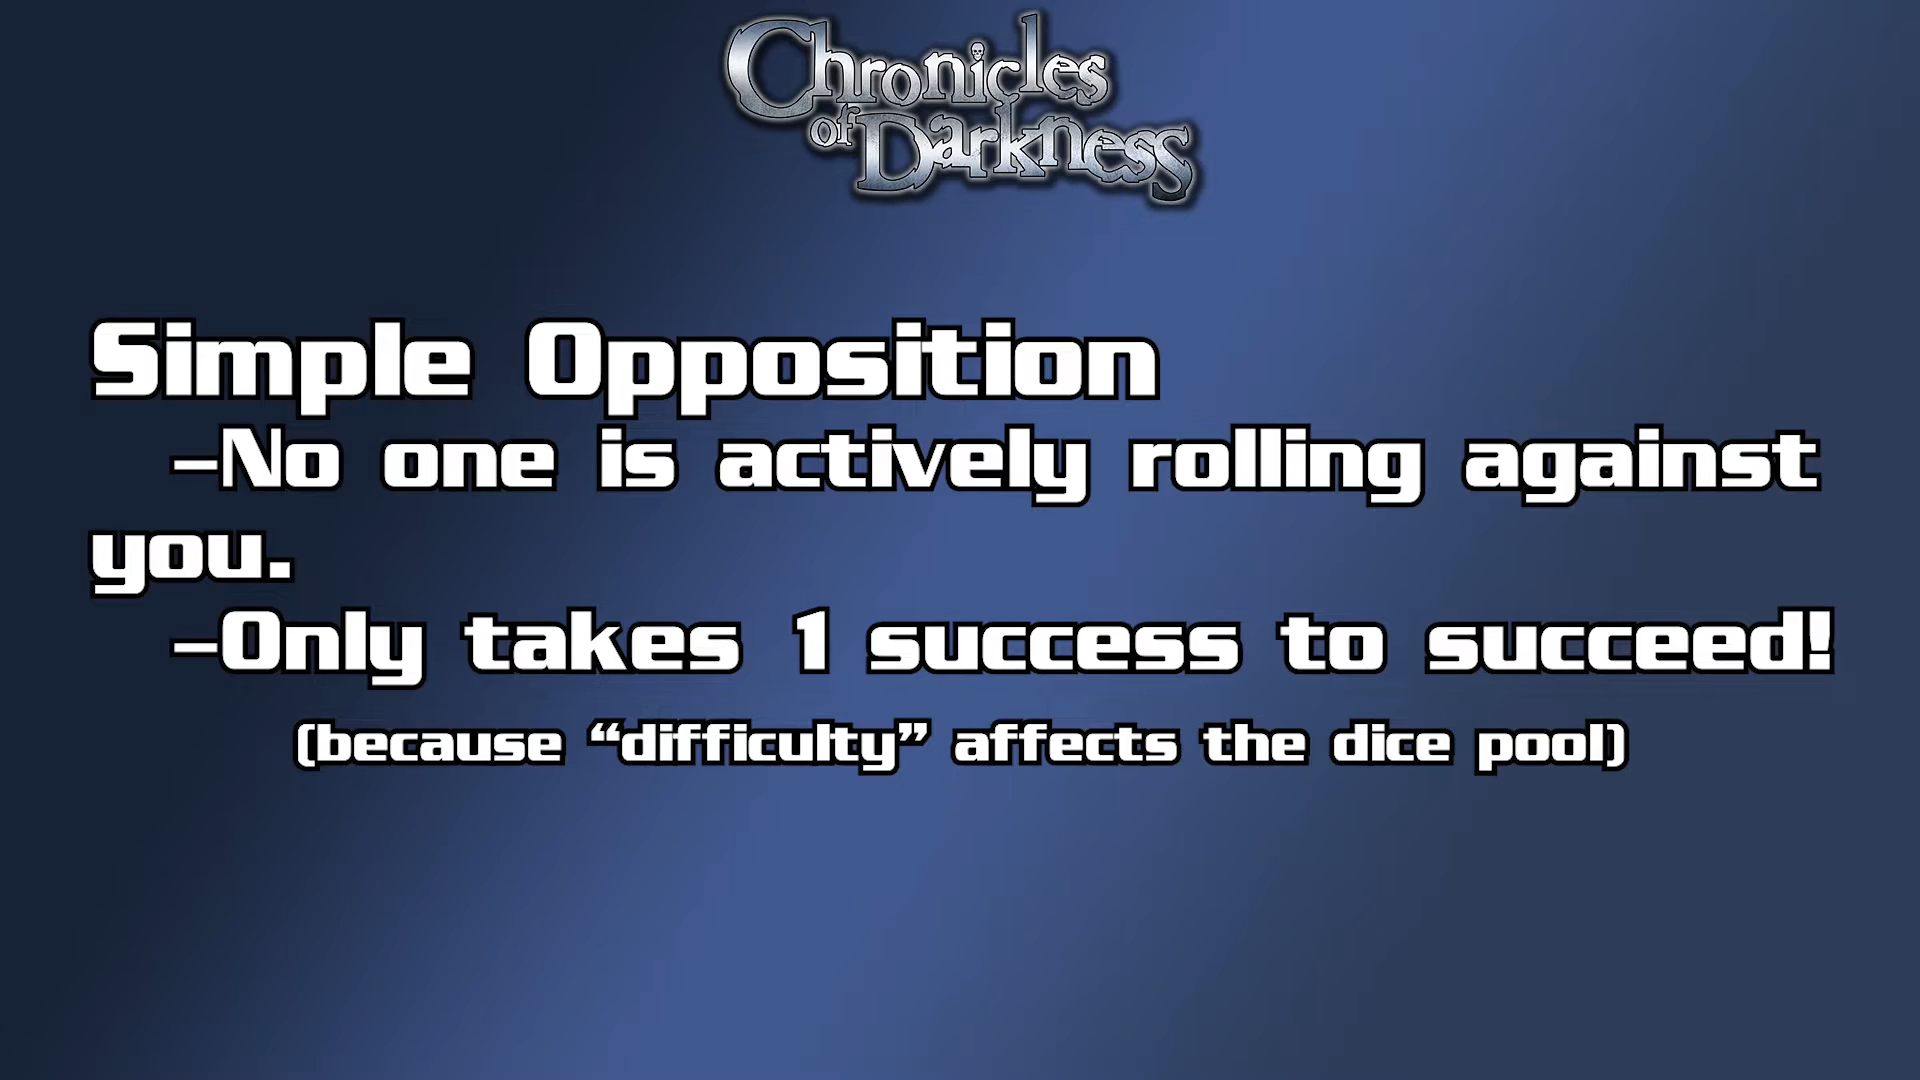 Chronicles
of Darkness
Simple Opposition
–No one is actively rolling against
you.
–Only takes 1 success to succeed!
(because “difficulty” affects the dice pool)